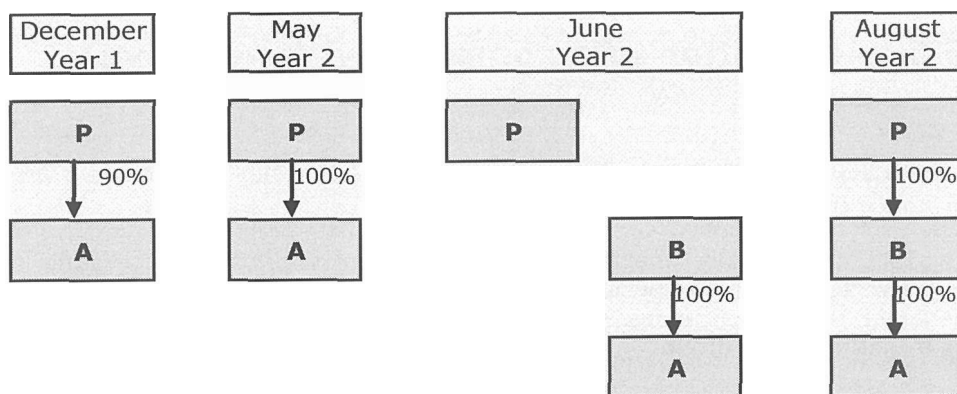 December
Year 1
May
Year 2
June
Year 2
August
Year 2
P
P
P
P
90%
100%
100%
A
A
B
B
100%
100%
A
A